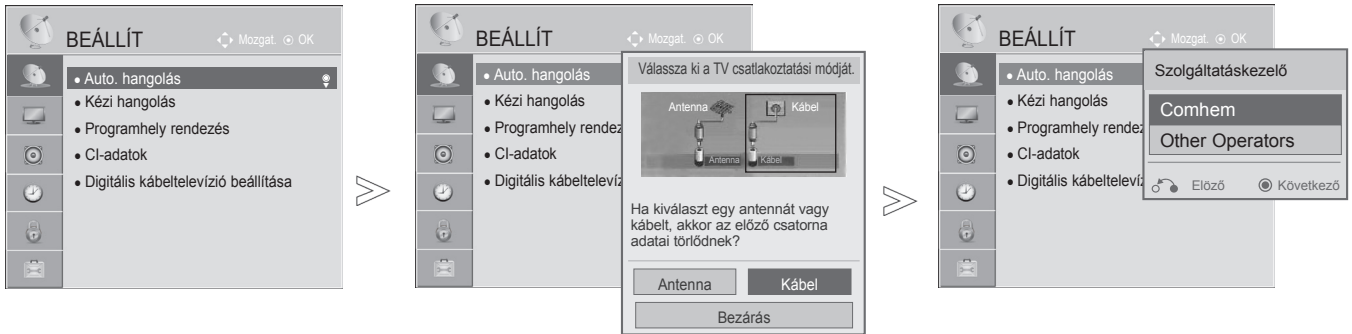 BEÁLLÍT
Mozgat. OK
• Auto. hangolás
• Kézi hangolás
• Programhely rendezés
• CI-adatok
• Digitális kábeltelevízió beállítása
BEÁLLÍT
Mozgat. OK
• Auto. hangolás
• Kézi hangolás
• Programhely rendez
• CI-adatok
• Digitális kábeltelevíz
Válassza ki a TV csatlakoztatási módját.
Antenna Kábel
Antenna Kábel
Ha kiválaszt egy antennát vagy
kábelt, akkor az előző csatorna
adatai törlődnek?
Antenna Kábel
Bezárás
BEÁLLÍT
Mozgat. OK
• Auto. hangolás
• Kézi hangolás
• Programhely rendez
• CI-adatok
• Digitális kábeltelevíz
Szolgáltatáskezelő
Comhem
Other Operators
Elöző Következő